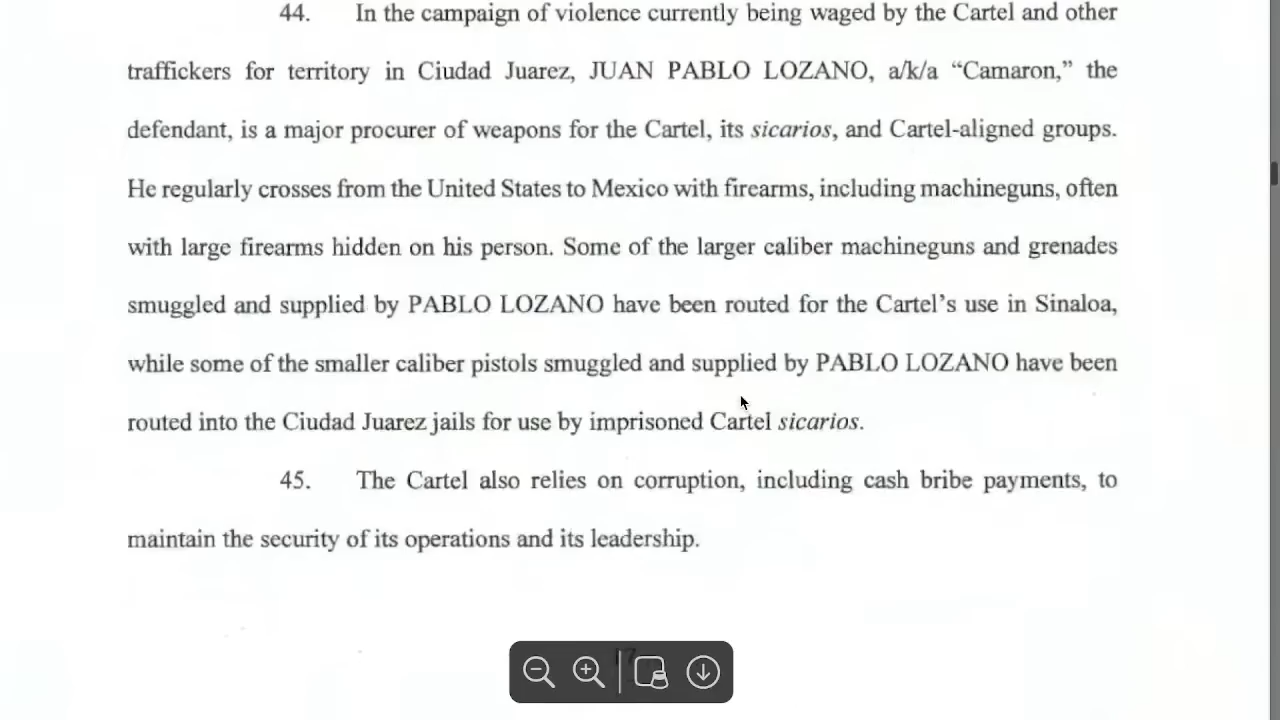 44. In the campaign of violence currently being waged by the Cartel and other
traffickers for territory in Ciudad Juarez, JUAN PABLO LOZANO, a/k/a “Camaron,” the
defendant, is a major procurer of weapons for the Cartel, its sicarios, and Cartel-aligned groups.
He regularly crosses from the United States to Mexico with firearms, including machineguns, often
with large firearms hidden on his person. Some of the larger caliber machineguns and grenades
smuggled and supplied by PABLO LOZANO have been routed for the Cartel’s use in Sinaloa,
while some of the smaller caliber pistols smuggled and supplied by PABLO LOZANO have been
routed into the Ciudad Juarez jails for use by imprisoned Cartel sicarios.
45. The Cartel also relies on corruption, including cash bribe payments, to
maintain the security of its operations and its leadership.